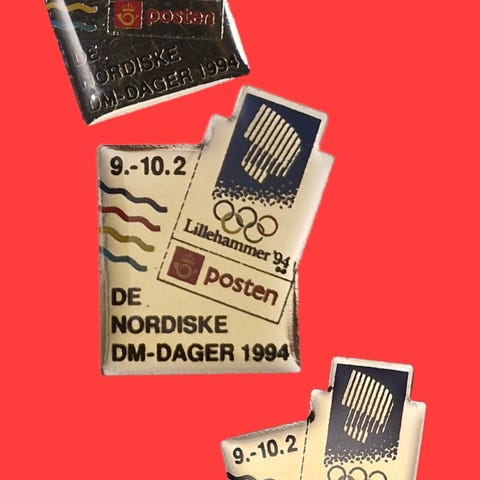 posten
DE
NORDISKE
DM-DAGER 1994
9.-10.2
Lillehammer '94
posten
DE
NORDISKE
DM-DAGER 1994
9.-10.2